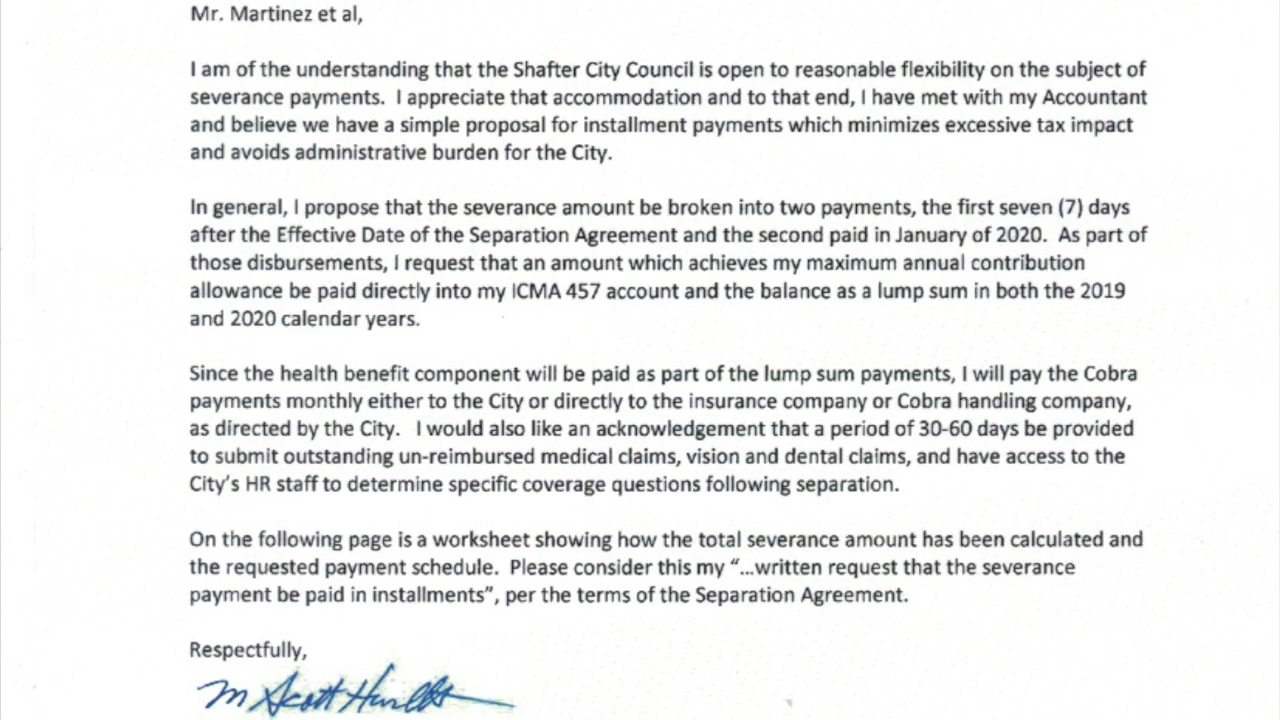 Mr. Martinez et al,
I am of the understanding that the Shafter City Council is open to reasonable flexibility on the subject of
severance payments. I appreciate that accommodation and to that end, I have met with my Accountant
and believe we have a simple proposal for installment payments which minimizes excessive tax impact
and avoids administrative burden for the City.
In general, I propose that the severance amount be broken into two payments, the first seven (7) days
after the Effective Date of the Separation Agreement and the second paid in January of 2020. As part of
those disbursements, I request that an amount which achieves my maximum annual contribution
allowance be paid directly into my ICMA 457 account and the balance as a lump sum in both the 2019
and 2020 calendar years.
Since the health benefit component will be paid as part of the lump sum payments, I will pay the Cobra
payments monthly either to the City or directly to the insurance company or Cobra handling company,
as directed by the City. I would also like an acknowledgement that a period of 30-60 days be provided
to submit outstanding un-reimbursed medical claims, vision and dental claims, and have access to the
City's HR staff to determine specific coverage questions following separation.
On the following page is a worksheet showing how the total severance amount has been calculated and
the requested payment schedule. Please consider this my “...written request that the severance
payment be paid in installments”, per the terms of the Separation Agreement.
Respectfully,
M Scott